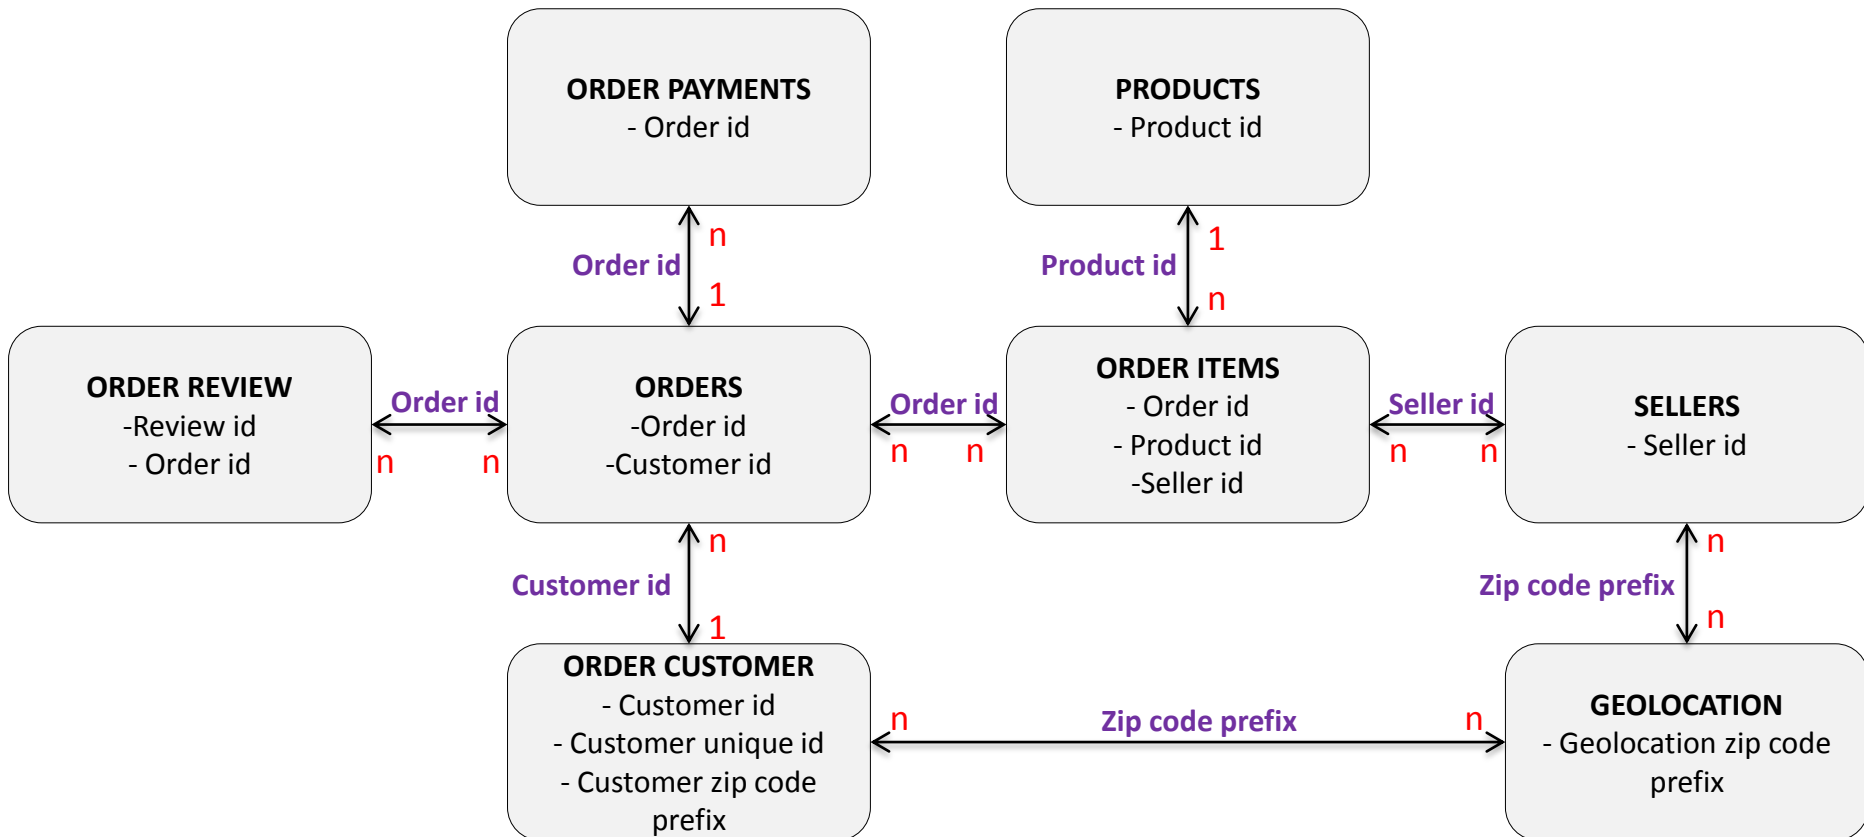 ORDER PAYMENTS
- Order id
PRODUCTS
- Product id
n
Order id
1
1
Product id
n
ORDER REVIEW
-Review id
- Order id
Order id
n n
ORDERS
-Order id
-Customer id
Order id
n n
ORDER ITEMS
- Order id
- Product id
-Seller id
Seller id
n n
SELLERS
- Seller id
n
Customer id
1
n
Zip code prefix
n
ORDER CUSTOMER
- Customer id
- Customer unique id
- Customer zip code
prefix
n Zip code prefix n
GEOLOCATION
- Geolocation zip code
prefix